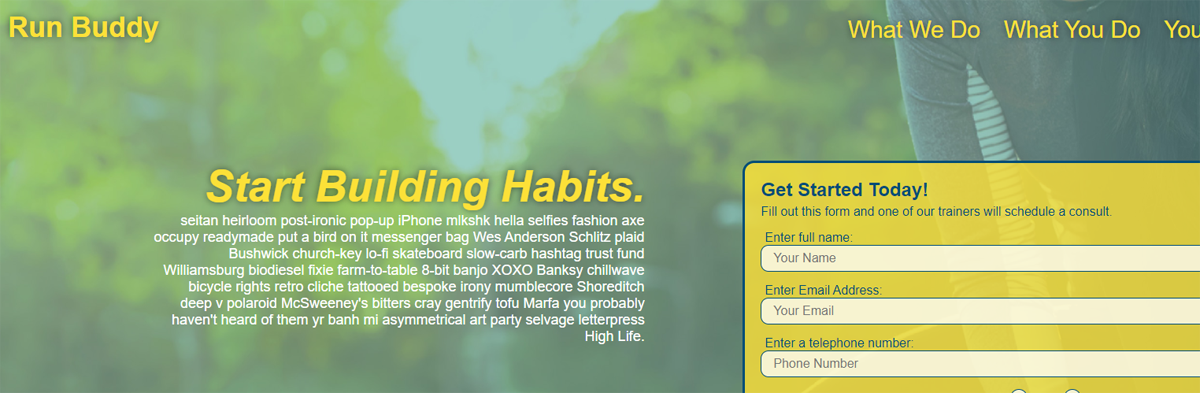 Run Buddy
What We Do
What You Do
Start Building Habits.
seitan heirloom post-ironic pop-up iPhone mlkshk hella selfies fashion axe
occupy readymade put a bird on it messenger bag Wes Anderson Schlitz plaid
Bushwick church-key lo-fi skateboard slow-carb hashtag trust fund
Williamsburg biodiesel fixie farm-to-table 8-bit banjo XOXO Banksy chillwave
bicycle rights retro cliche tattooed bespoke irony mumblecore Shoreditch
deep v polaroid McSweeney's bitters cray gentrify tofu Marfa you probably
haven't heard of them yr banh mi asymmetrical art party selvage letterpress
High Life.
Get Started Today!
Fill out this form and one of our trainers will schedule a consult.
Enter full name:
Your Name
Enter Email Address:
Your Email
Enter a telephone number:
Phone Number